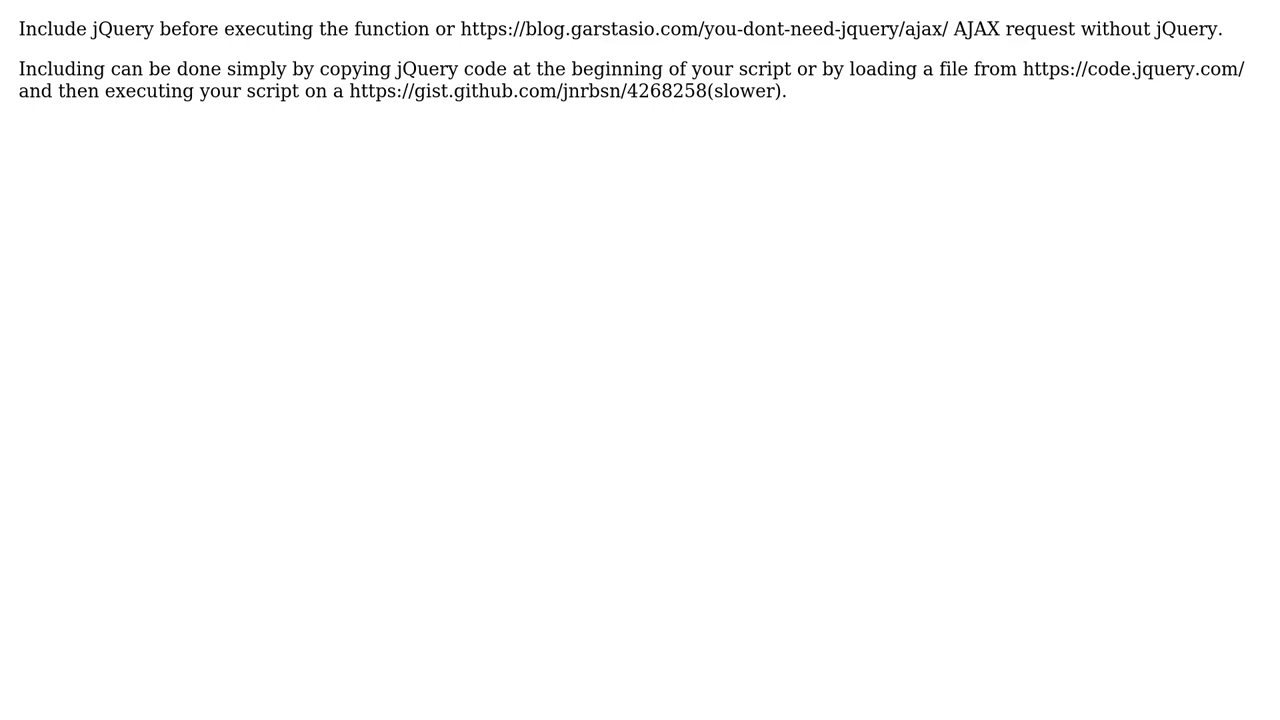 Include jQuery before executing the function or https://blog.garstasio.com/you-dont-need-jquery/ajax/ AJAX request without jQuery.
Including can be done simply by copying jQuery code at the beginning of your script or by loading a file from https://code.jquery.com/
and then executing your script on a https://gist.github.com/jnrbsn/4268258(slower).